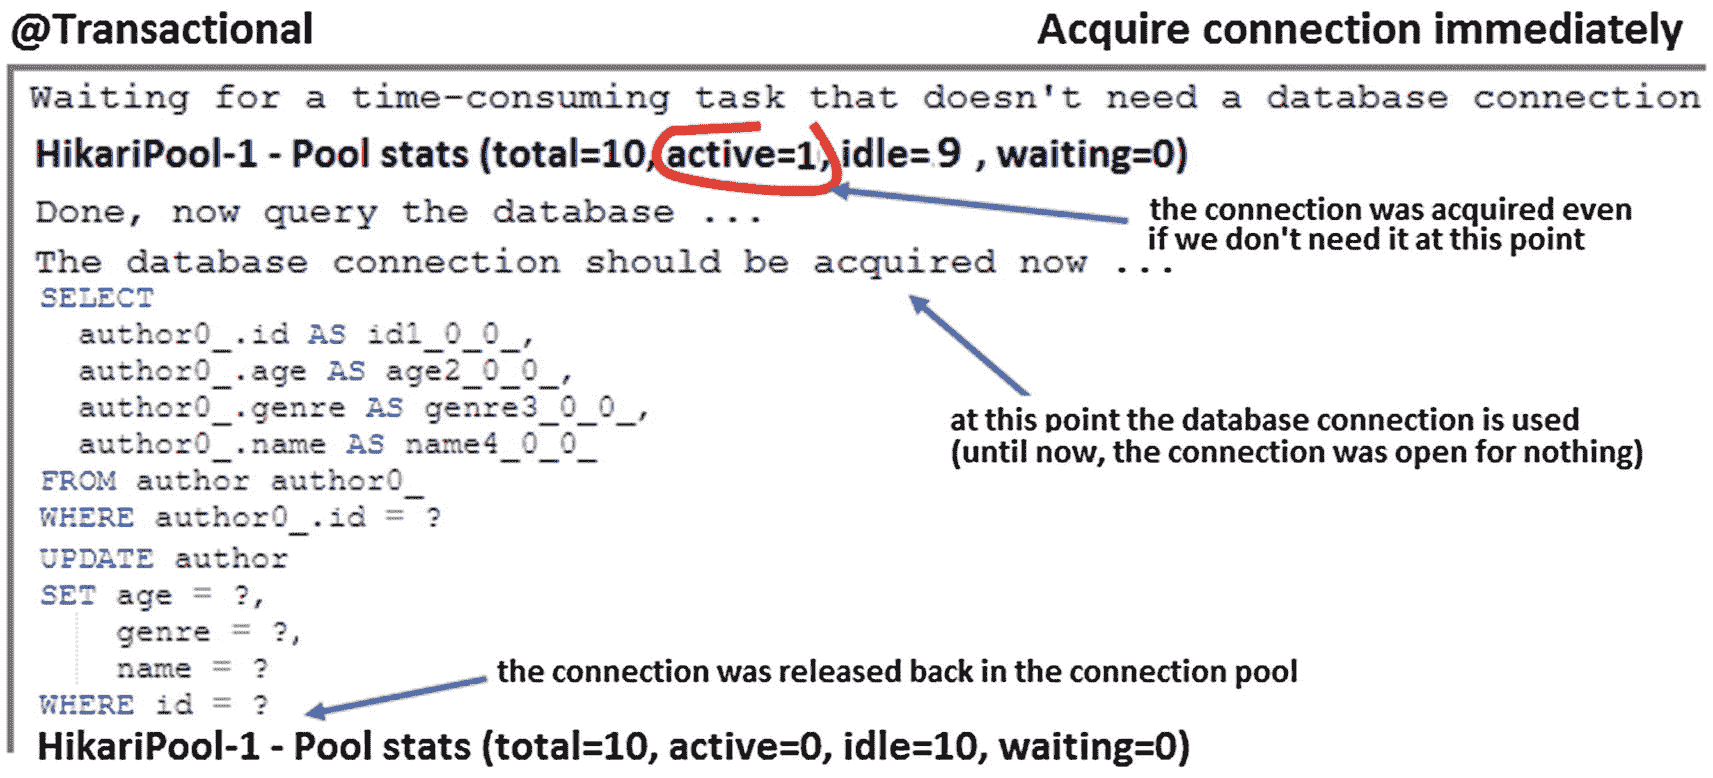 @Transactional Acquire connection immediately
Waiting for a time-consuming task that doesn't need a database connection
HikariPool-1 - Pool stats (total=10, active=1, idle= 9 , waiting=0)
Done, now query the database ...
the connection was acquired even
if we don't need it at this point
The database connection should be acquired now ...
SELECT
author0_.id AS id1_0_0_,
author0_.age AS age2_0_0_,
author0_.genre AS genre3_0_0_,
author0_.name AS name4_0_0_
at this point the database connection is used
(until now, the connection was open for nothing)
FROM author author0_
WHERE author0_.id = ?
UPDATE author
SET age = ?,
genre = ?,
name = ?
the connection was released back in the connection pool
WHERE id = ?
HikariPool-1 - Pool stats (total=10, active=0, idle=10, waiting=0)